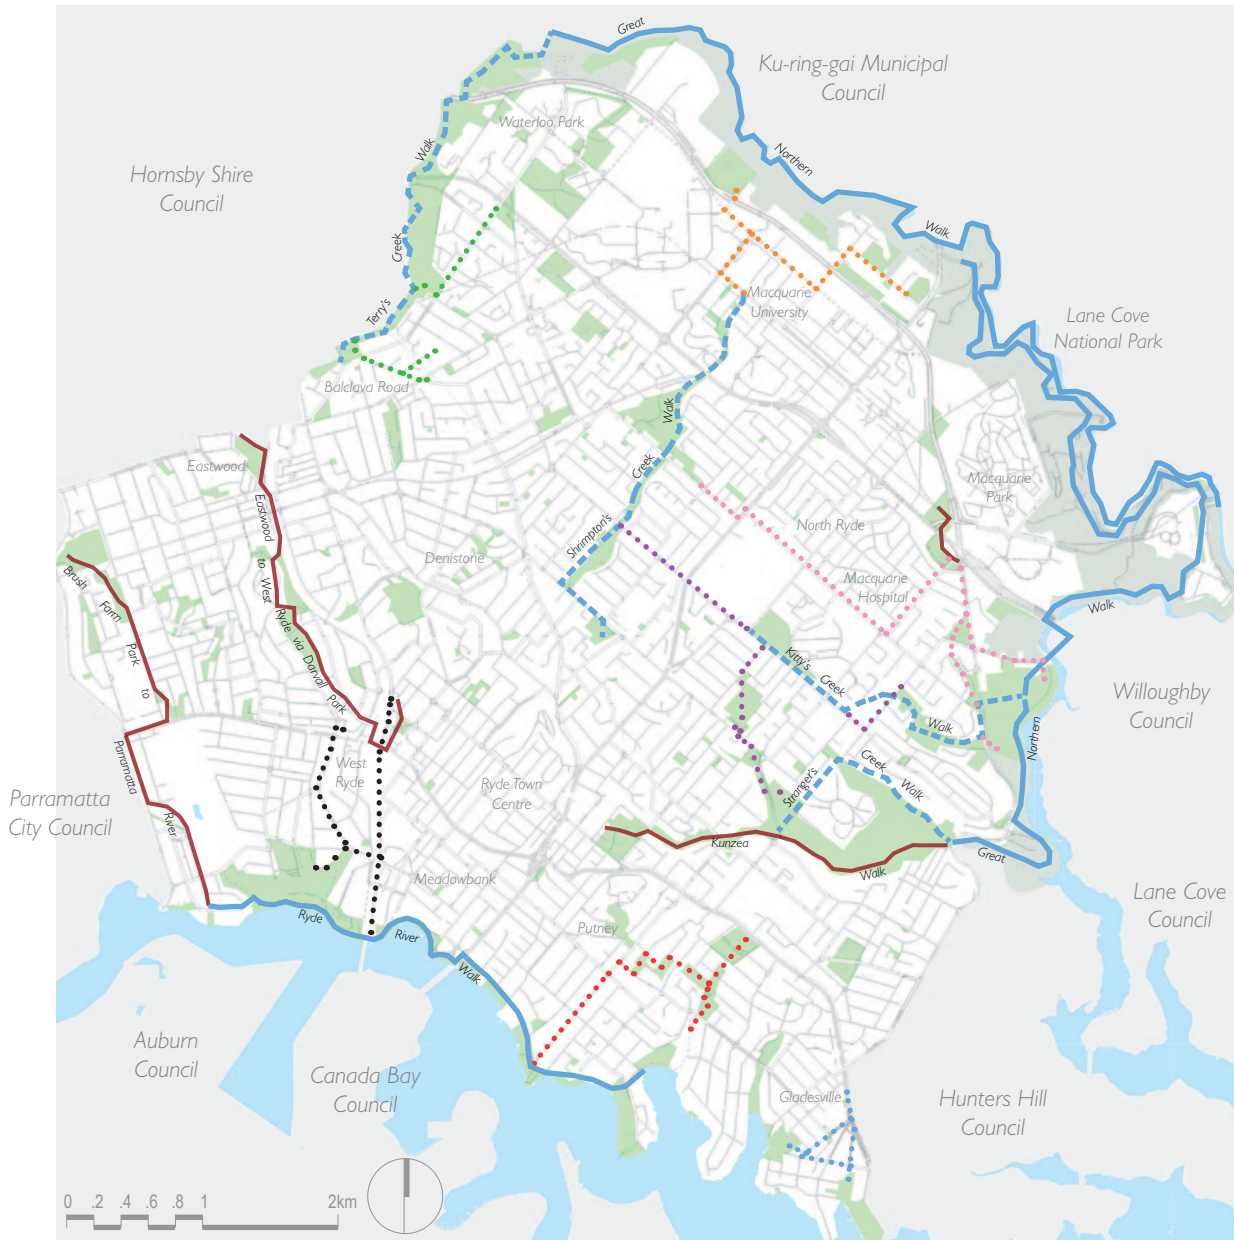 Great
Ku-ring-gai Municipal
Council
Waterloo Park
Walk
Northern
Hornsby Shire
Council
Creek
Walk
Macquarie
University
Terry's
Lane Cove
National Park
Balclava Road
Walk
Eastwood
Creek
Macquarie
Park
Eastwood
to West
Ryde via Darvall
Park
North Ryde
Shrimpton's
Denistone
Macquarie
Hospital
Brush
Farm
Park
to
Parramatta
River
Walk
Kitty's
Creek
Walk
Willoughby
Council
Northern
West
Ryde
Ryde Town
Centre
Stranger's
Creek
Walk
Parramatta
City Council
Kunzea
Walk
Great
Meadowbank
Lane Cove
Council
Ryde
River
Walk
Putney
Auburn
Council
Canada Bay
Council
Gladesville
Hunters Hill
Council
0 .2 .4 .6 .8 1 2km